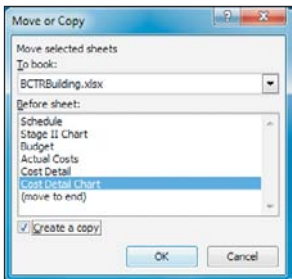 Move or Copy
Move selected sheets
To book:
BCTRBuilding.xlsx
Before sheet:
Schedule
Stage II Chart
Budget
Actual Costs
Cost Detail
Cost Detail Chart
(move to end)
Create a copy
OK Cancel